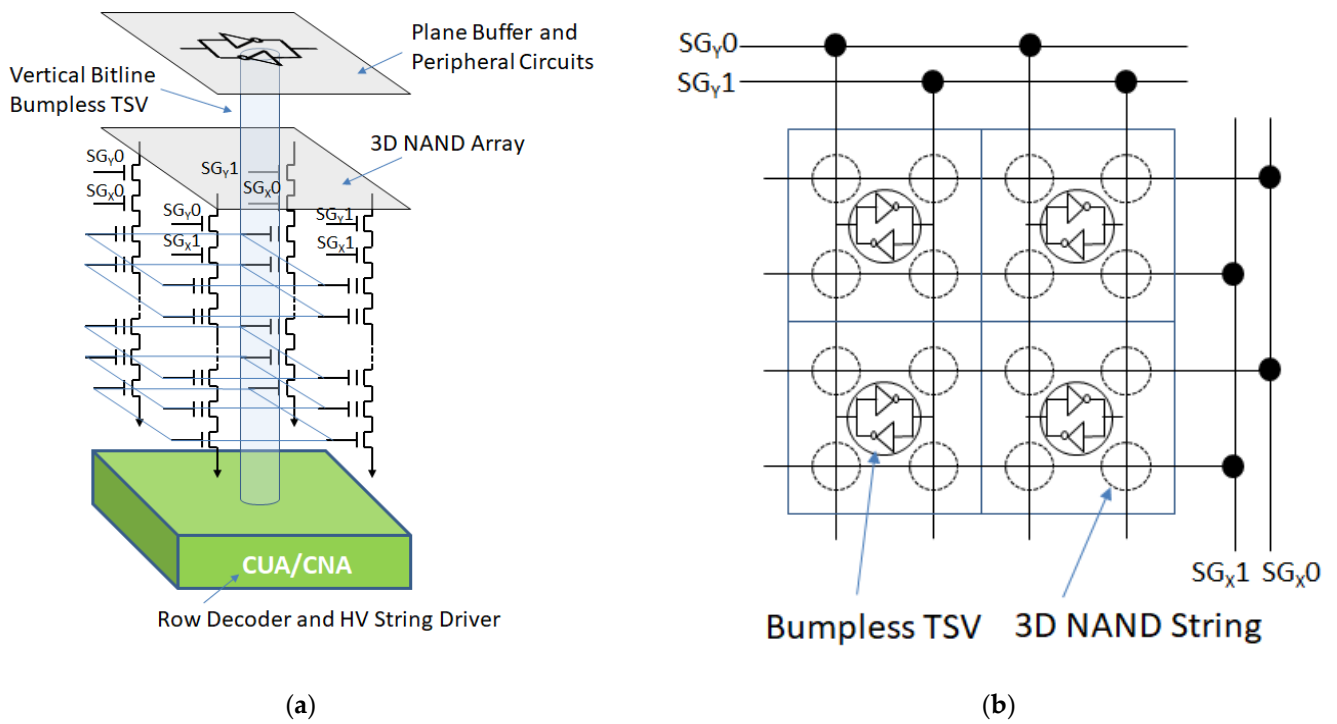 Plane Buffer and
Peripheral Circuits
Vertical Bitline
Bumpless TSV
3D NAND Array
SGY0
SGX0
SGY1
SGX0
SGY0
SGX1
SGY1
SGX1
CUA/CNA
Row Decoder and HV String Driver
(a)
SGY0
SGY1
SGX1 SGX0
Bumpless TSV
3D NAND String
(b)